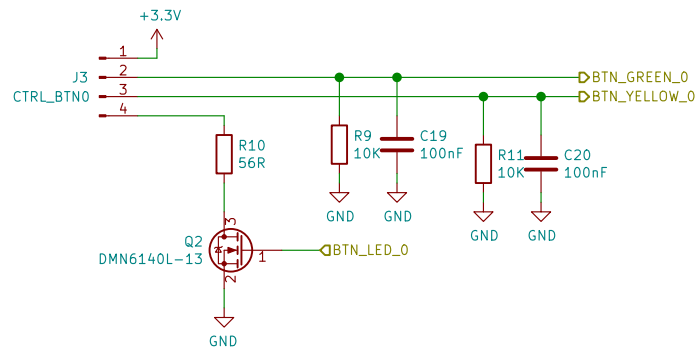 +3.3V
1
J3
2
BTN_GREEN_0
CTRL_BTN0
3
BTN_YELLOW_0
4
R10
56R
R9
10K
C19
100nF
R11
10K
C20
100nF
GND
GND
GND
GND
3
Q2
DMN6140L-13
1
BTN_LED_0
2
GND